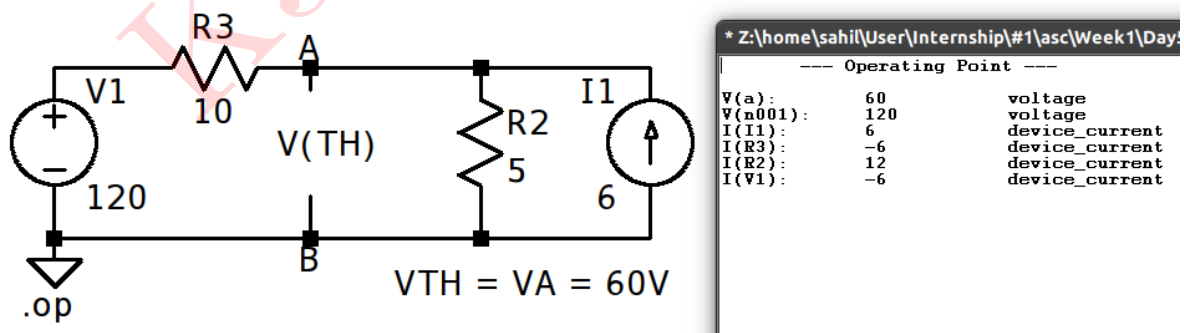 R3
A
V1
I1
10
V(TH)
R2
5
120
6
B
VTH = VA = 60V
.op
* Z:\home\sahil\User\Internship\#1\asc\Week1\Day5
--- Operating Point ---
V(a): 60 voltage
V(n001): 120 voltage
I(I1): 6 device_current
I(R3): -6 device_current
I(R2): 12 device_current
I(V1): -6 device_current